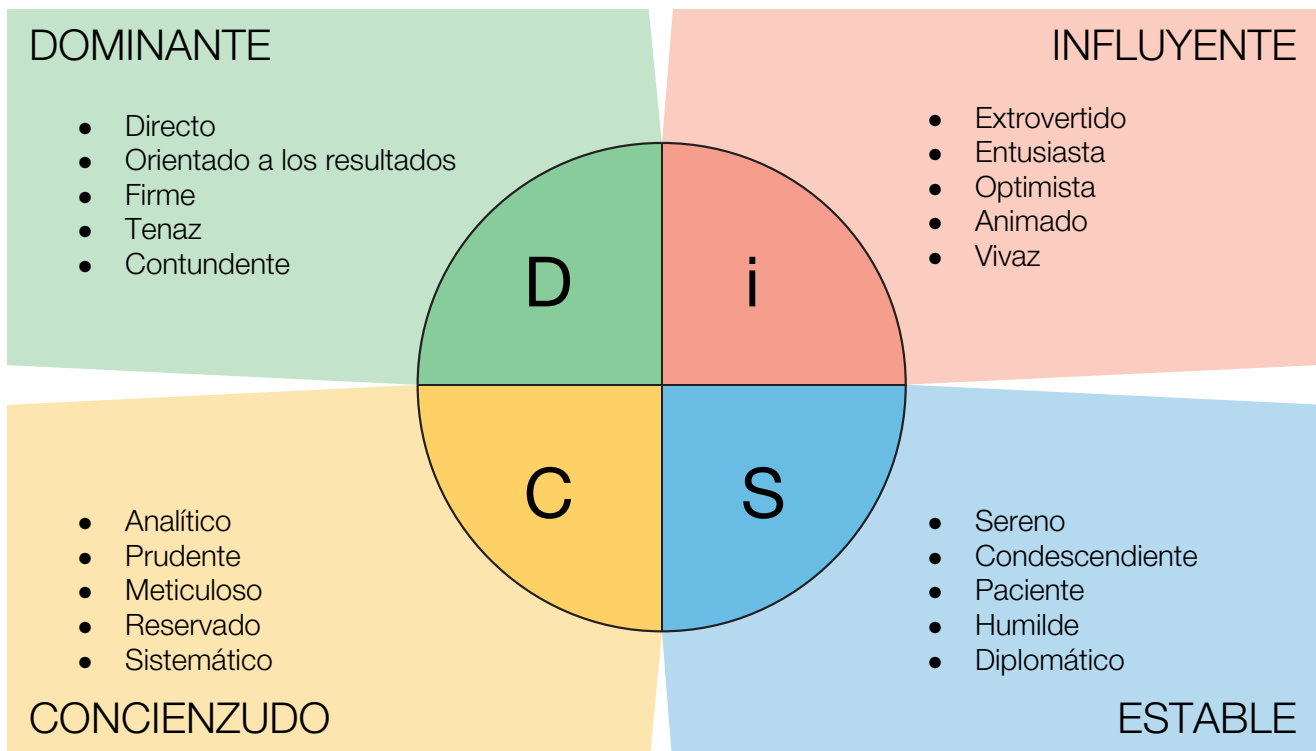 DOMINANTE
● Directo
● Orientado a los resultados
● Firme
● Tenaz
● Contundente
INFLUYENTE
● Extrovertido
● Entusiasta
● Optimista
● Animado
● Vivaz
D
i
C
S
● Analítico
● Prudente
● Meticuloso
● Reservado
● Sistemático
CONCIENZUDO
● Sereno
● Condescendiente
● Paciente
● Humilde
● Diplomático
ESTABLE